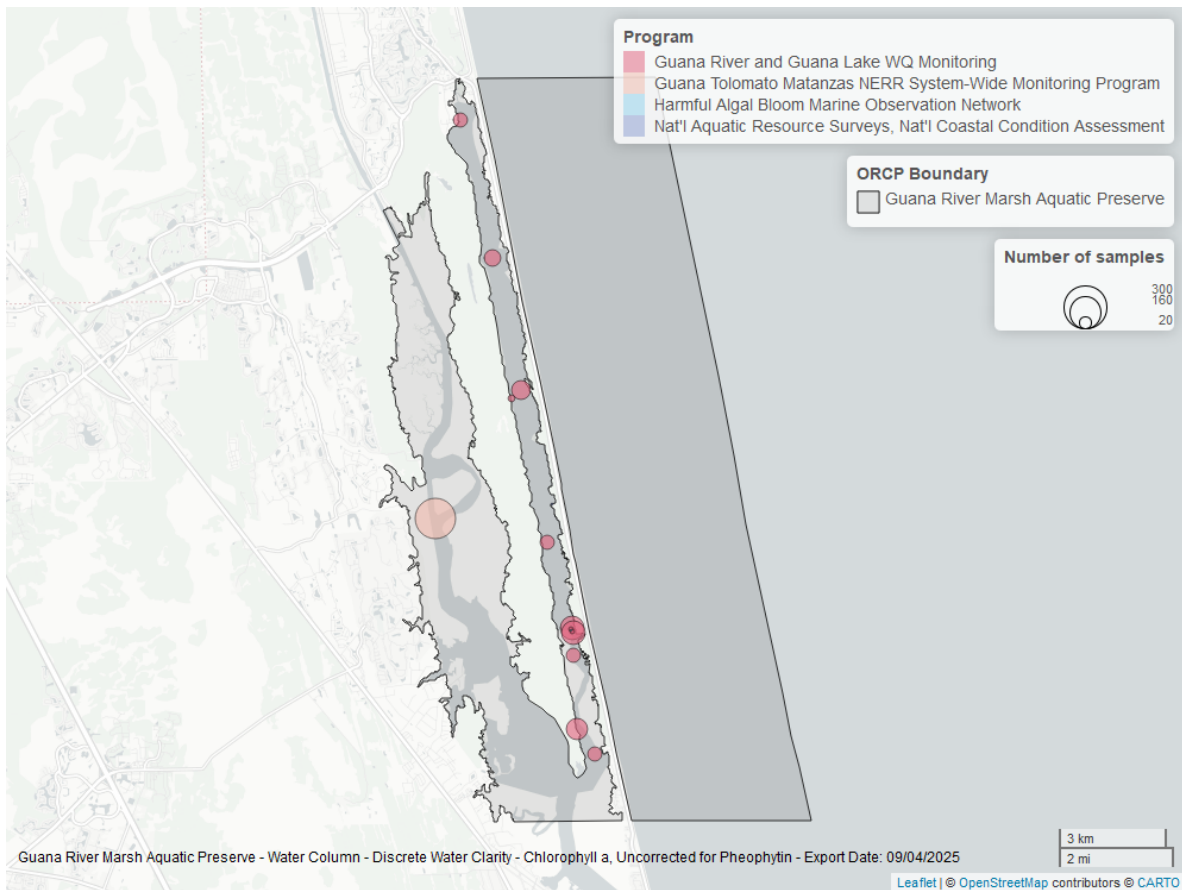 Program
Guana River and Guana Lake WQ Monitoring
Guana Tolomato Matanzas NERR System-Wide Monitoring Program
Harmful Algal Bloom Marine Observation Network
Nat'l Aquatic Resource Surveys, Nat'l Coastal Condition Assessment
ORCP Boundary
Guana River Marsh Aquatic Preserve
Number of samples
300
160
20
3 km
2 mi
Guana River Marsh Aquatic Preserve - Water Column - Discrete Water Clarity - Chlorophyll a, Uncorrected for Pheophytin - Export Date: 09/04/2025
Leaflet | © OpenStreetMap contributors © CARTO